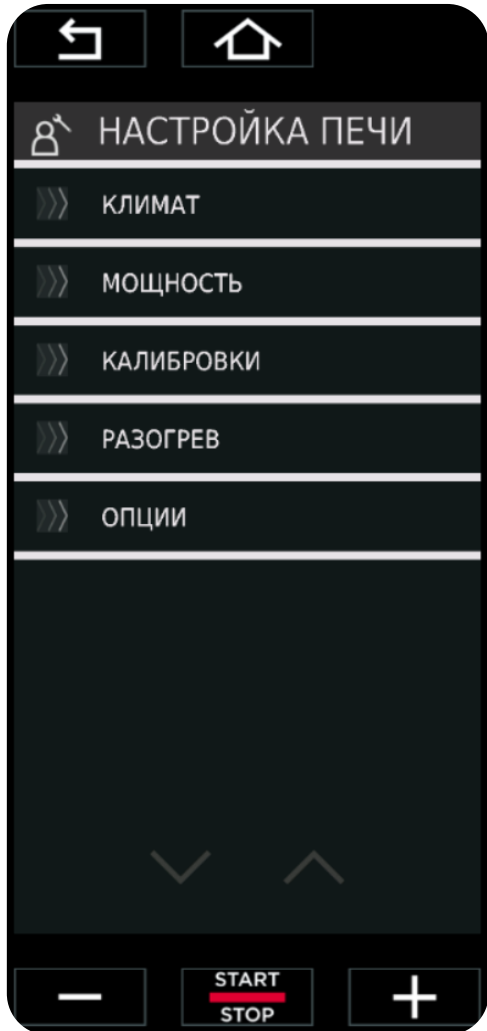 НАСТРОЙКА ПЕЧИ
КЛИМАТ
МОЩНОСТЬ
КАЛИБРОВКИ
РАЗОГРЕВ
ОПЦИИ
START
STOP